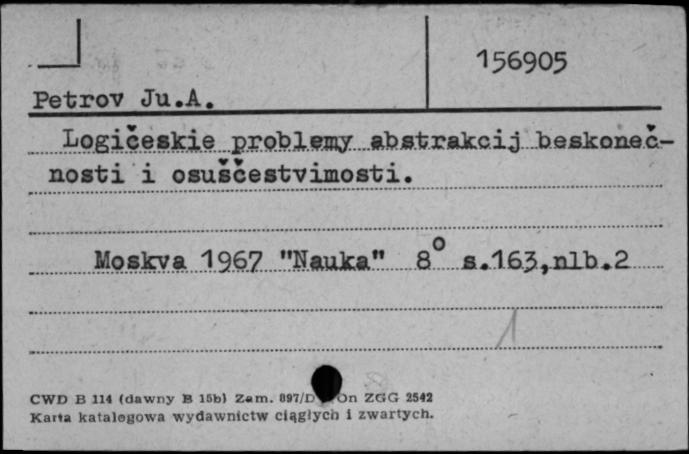 156905
Petrov Ju.A.
Logičeskie problemy abstrakcij beskoneč-
nosti i osuščestvimosti.
Moskva 1967 "Nauka" 8° s.163,nlb.2
1
CWD B 114 (dawny B 15b) Zam. 897/D On ZGG 2542
Karta katalogowa wydawnictw ciągłych i zwartych.